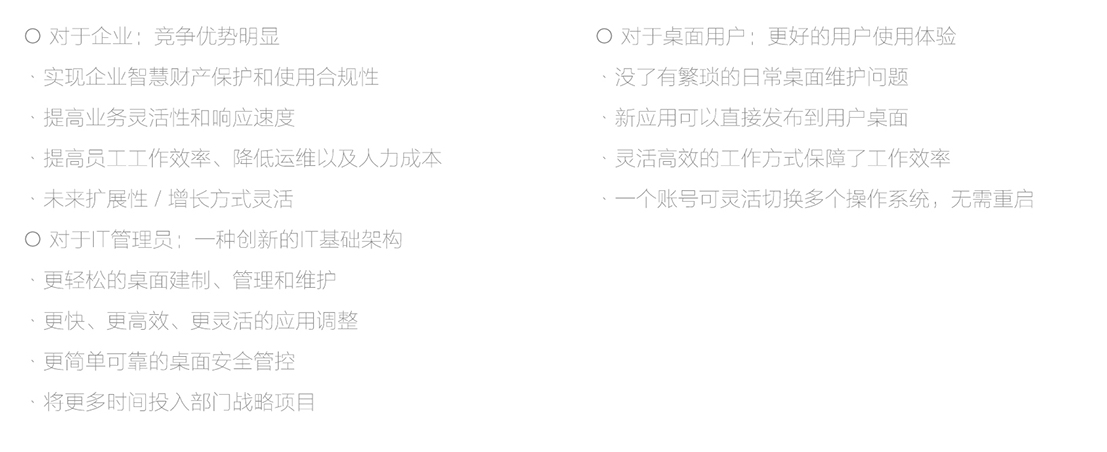 ○ 对于企业；竞争优势明显
· 实现企业智慧财产保护和使用合规性
· 提高业务灵活性和响应速度
· 提高员工工作效率、降低运维以及人力成本
· 未来扩展性 / 增长方式灵活
○ 对于IT管理员；一种创新的IT基础架构
· 更轻松的桌面建制、管理和维护
· 更快、更高效、更灵活的应用调整
· 更简单可靠的桌面安全管控
· 将更多时间投入部门战略项目
○ 对于桌面用户；更好的用户使用体验
· 没了有繁琐的日常桌面维护问题
· 新应用可以直接发布到用户桌面
· 灵活高效的工作方式保障了工作效率
· 一个账号可灵活切换多个操作系统，无需重启